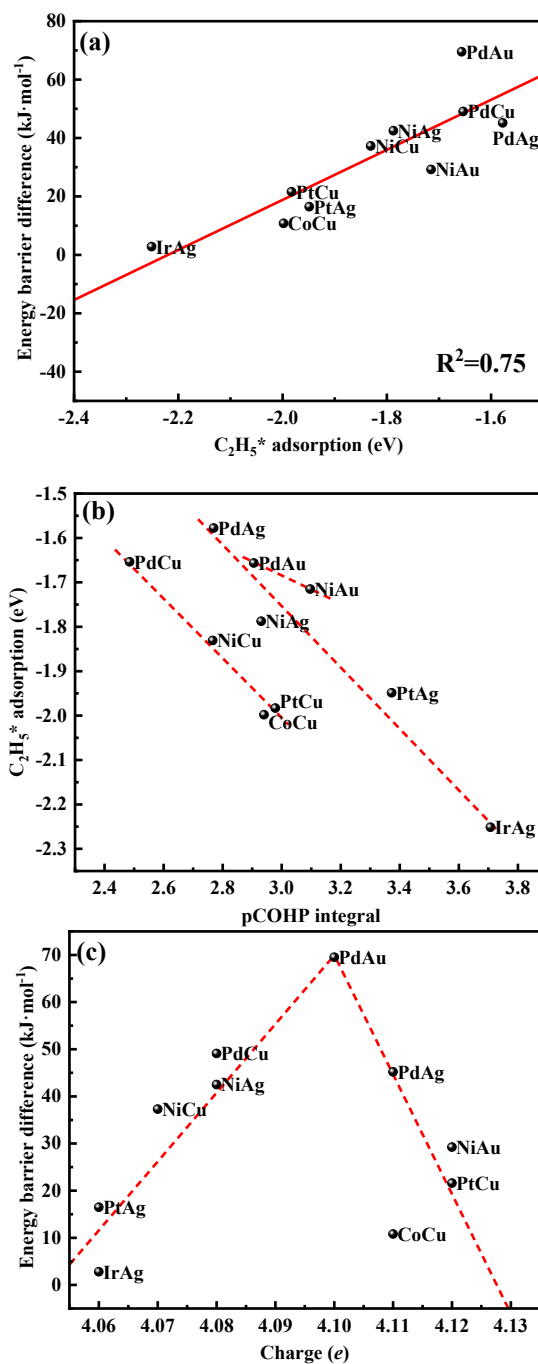 (a)
Energy barrier difference (kJ·mol⁻¹)
80
60
40
20
0
-20
-40
PdAu
PdCu
PdAg
NiAg
NiCu
NiAu
PtCu
PtAg
CoCu
IrAg
R²=0.75
-2.4 -2.2 -2.0 -1.8 -1.6
C₂H₅* adsorption (eV)
(b)
C₂H₅* adsorption (eV)
-1.5
-1.6
-1.7
-1.8
-1.9
-2.0
-2.1
-2.2
-2.3
PdAg
PdCu
PdAu
NiAu
NiAg
NiCu
PtAg
PtCu
CoCu
IrAg
2.4 2.6 2.8 3.0 3.2 3.4 3.6 3.8
pCOHP integral
(c)
Energy barrier difference (kJ·mol⁻¹)
70
60
50
40
30
20
10
0
PdAu
PdCu
PdAg
NiAg
NiCu
NiAu
PtCu
PtAg
CoCu
IrAg
4.06 4.07 4.08 4.09 4.10 4.11 4.12 4.13
Charge (e)